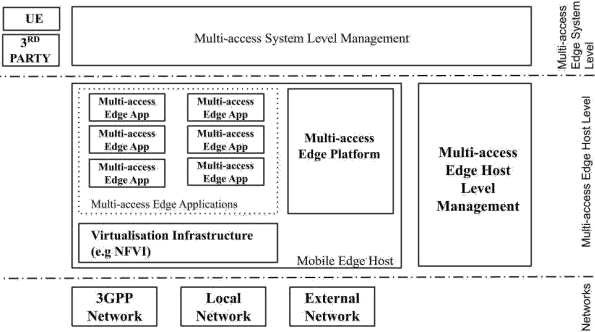 UE
3RD
PARTY
Multi-access System Level Management
Multi-access
Edge System
Level
Multi-access
Edge App
Multi-access
Edge App
Multi-access
Edge App
Multi-access
Edge App
Multi-access
Edge App
Multi-access
Edge App
Multi-access Edge Applications
Multi-access
Edge Platform
Virtualisation Infrastructure
(e.g NFVI)
Mobile Edge Host
Multi-access
Edge Host
Level
Management
Multi-access Edge Host Level
3GPP
Network
Local
Network
External
Network
Networks